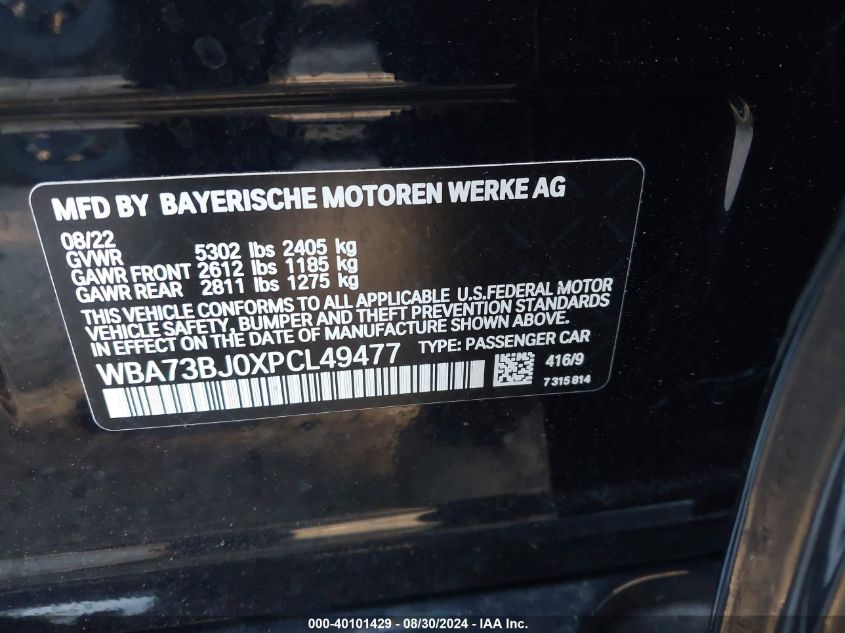 MFD BY BAYERISCHE MOTOREN WERKE AG
08/22
GVWR 5302 lbs 2405 kg
GAWR FRONT 2612 lbs 1185 kg
GAWR REAR 2811 lbs 1275 kg
THIS VEHICLE CONFORMS TO ALL APPLICABLE U.S.FEDERAL MOTOR
VEHICLE SAFETY, BUMPER AND THEFT PREVENTION STANDARDS
IN EFFECT ON THE DATE OF MANUFACTURE SHOWN ABOVE.
WBA73BJ0XPCL49477 TYPE: PASSENGER CAR
416/9
7 315 814
000-40101429 - 08/30/2024 - IAA Inc.